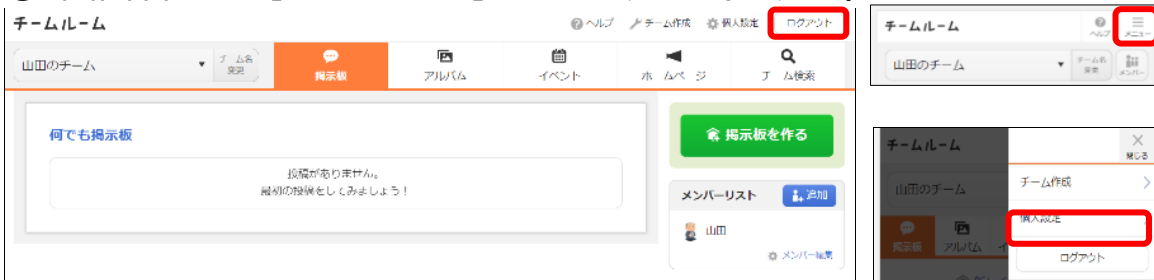 チームルーム
ヘルプ チーム作成 個人設定 ログアウト
山田のチーム
掲示板
アルバム
イベント
何でも掲示板
投稿がありません。
最初の投稿をしてみましょう！
掲示板を作る
メンバーリスト
追加
山田
メンバー編集
チームルーム
ヘルプ
メニュー
山田のチーム
チーム名
変更
メンバー
チームルーム
閉じる
山田のチーム
チーム作成
個人設定
掲示板
アルバム
ログアウト